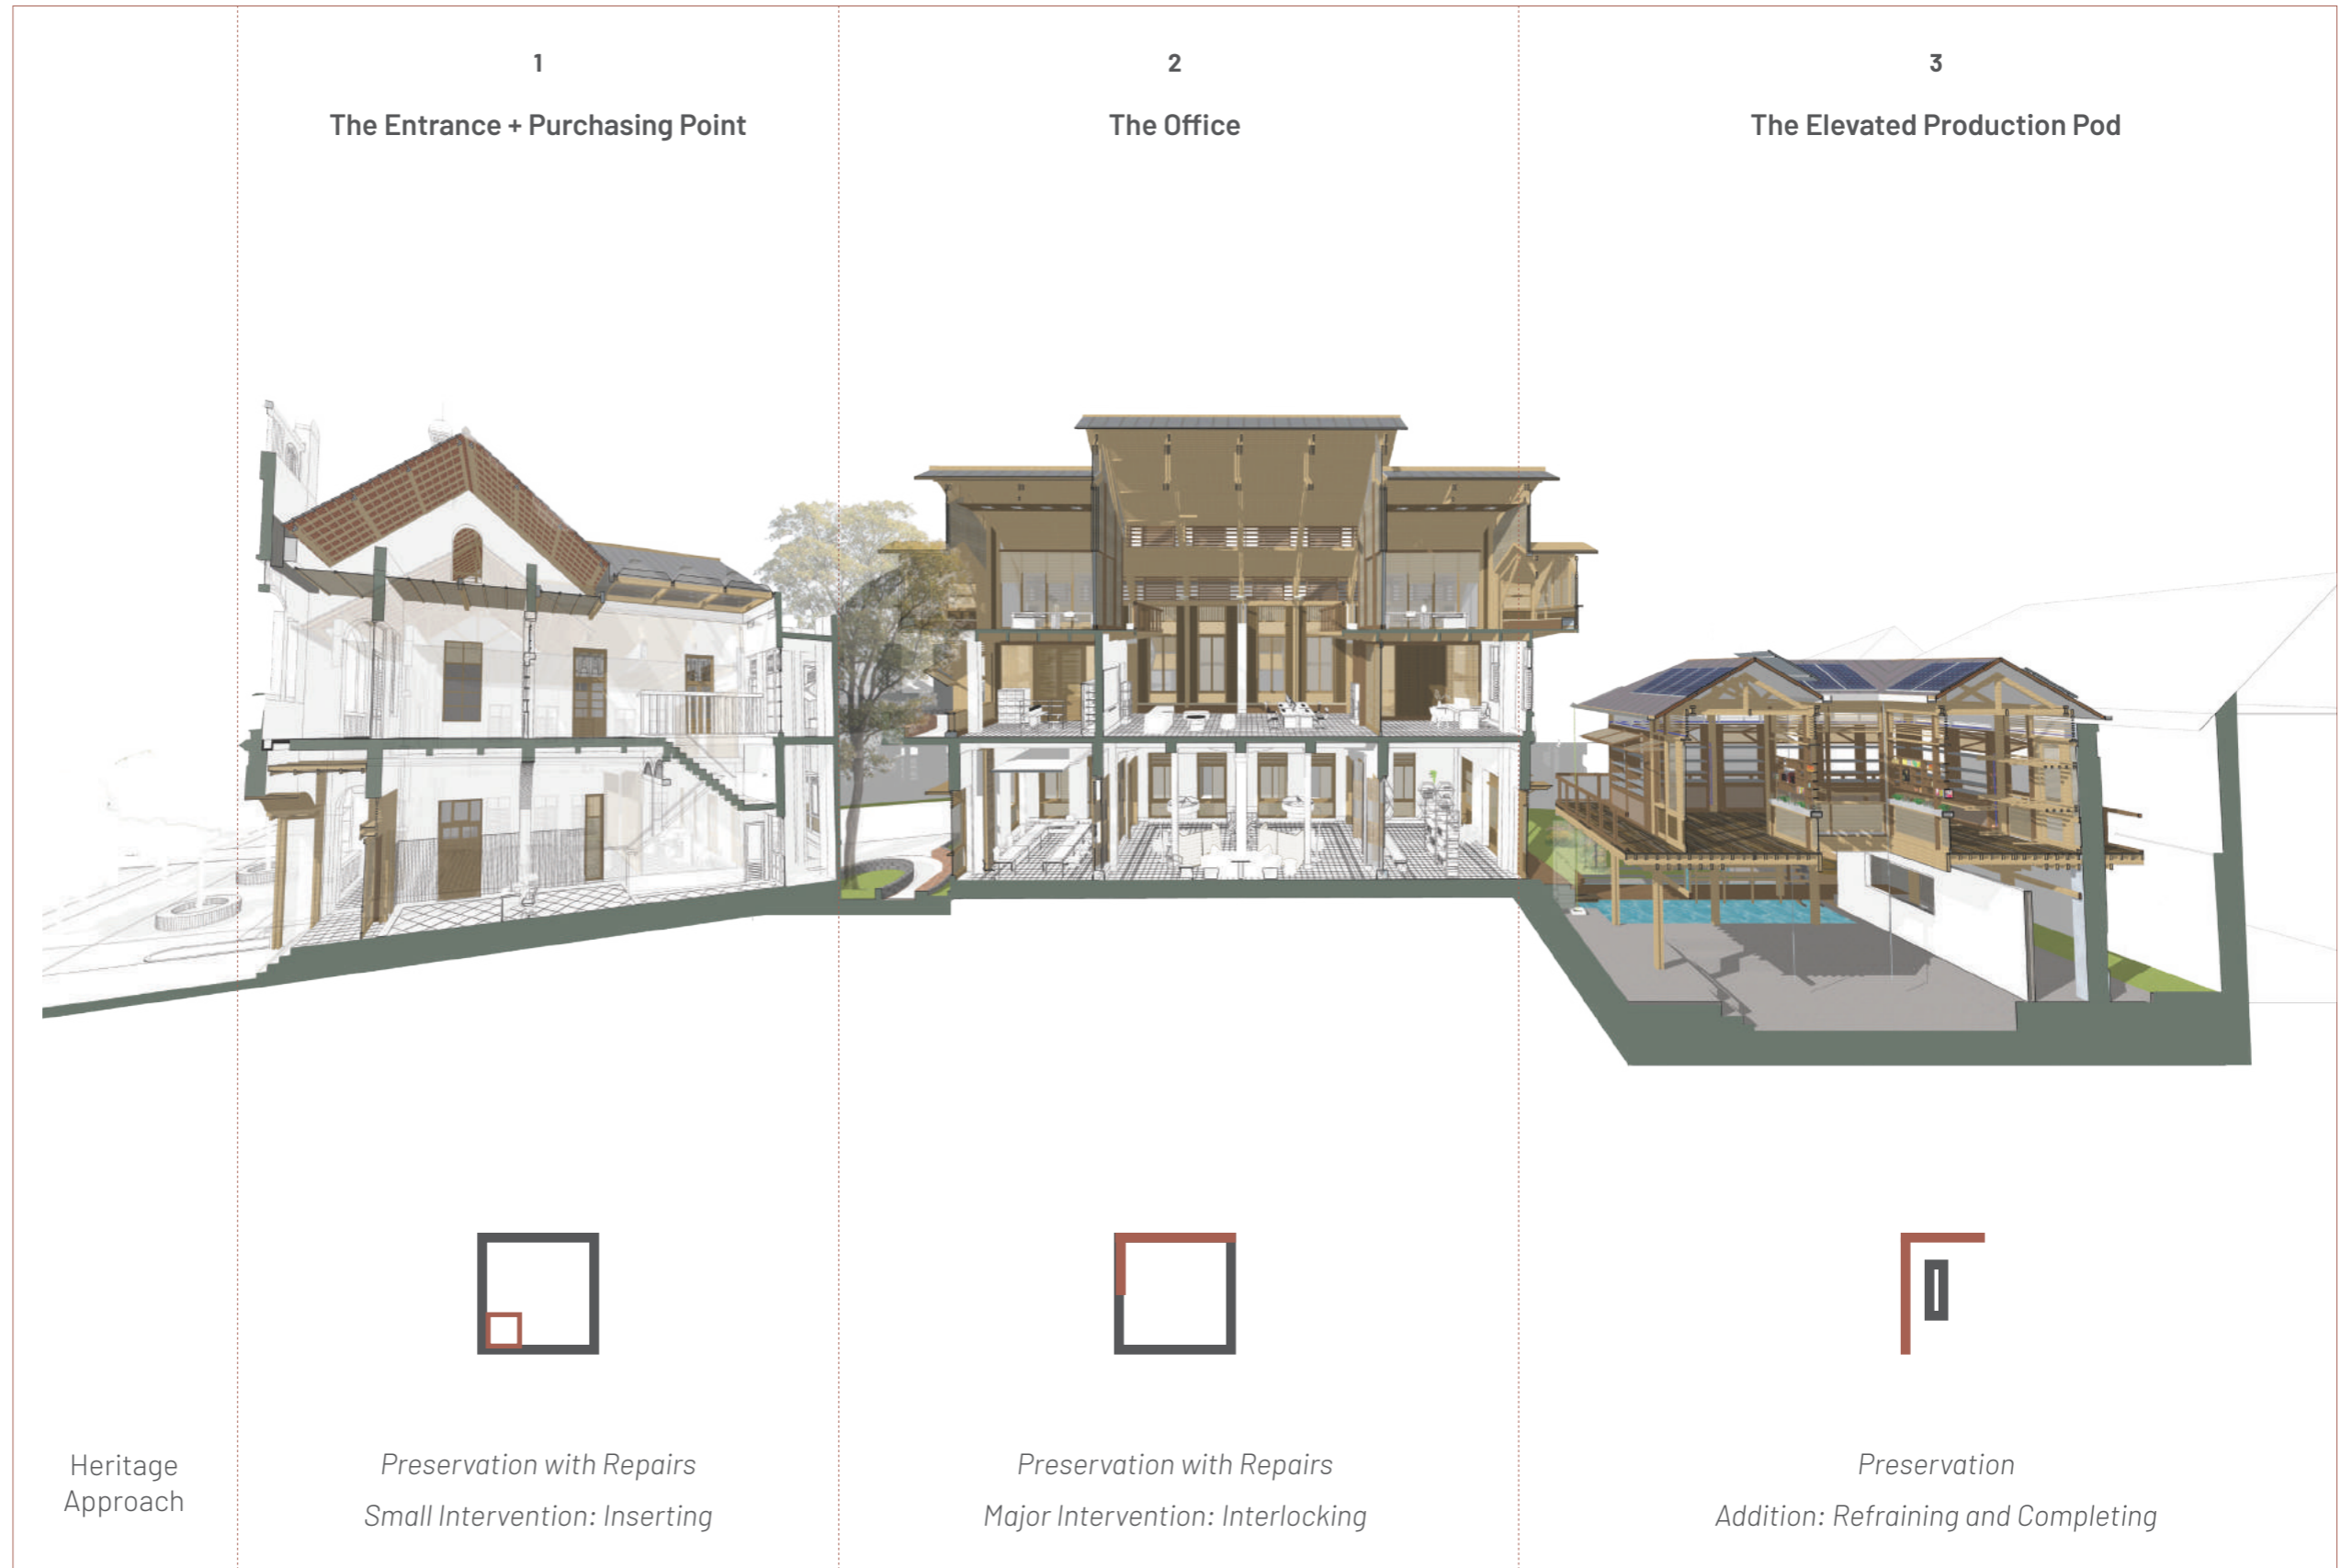 1
The Entrance + Purchasing Point
2
The Office
3
The Elevated Production Pod
Heritage
Approach
Preservation with Repairs
Small Intervention: Inserting
Preservation with Repairs
Major Intervention: Interlocking
Preservation
Addition: Refraining and Completing